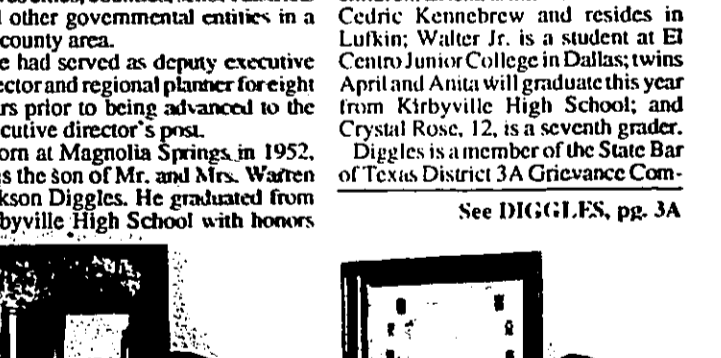 other governmental entities in a
county area.
e had served as deputy executive
ector and regional planner for eight
rs prior to being advanced to the
ecutive director's post.
orn at Magnolia Springs in 1952,
s the son of Mr. and Mrs. Warren
kson Diggles. He graduated from
byville High School with honors
Cedric Kennebrew and resides in
Lufkin; Walter Jr. is a student at El
Centro Junior College in Dallas; twins
April and Anita will graduate this year
from Kirbyville High School; and
Crystal Rose, 12, is a seventh grader.
Diggles is a member of the State Bar
of Texas District 3A Grievance Com-
See DIGGLES, pg. 3A